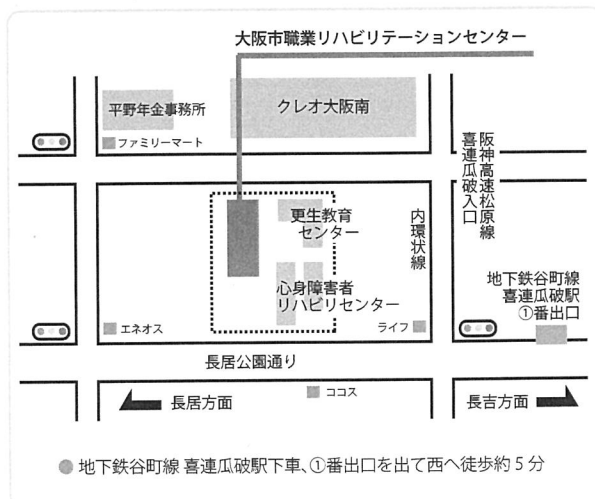 大阪市職業リハビリテーションセンター
平野年金事務所
クレオ大阪南
ファミリーマート
阪神高速松原線
喜連瓜破入口
更生教育
センター
内環状線
心身障害者
リハビリセンター
地下鉄谷町線
喜連瓜破駅
①番出口
エネオス
ライフ
長居公園通り
長居方面
ココス
長吉方面
地下鉄谷町線 喜連瓜破駅下車、①番出口を出て西へ徒歩約5分